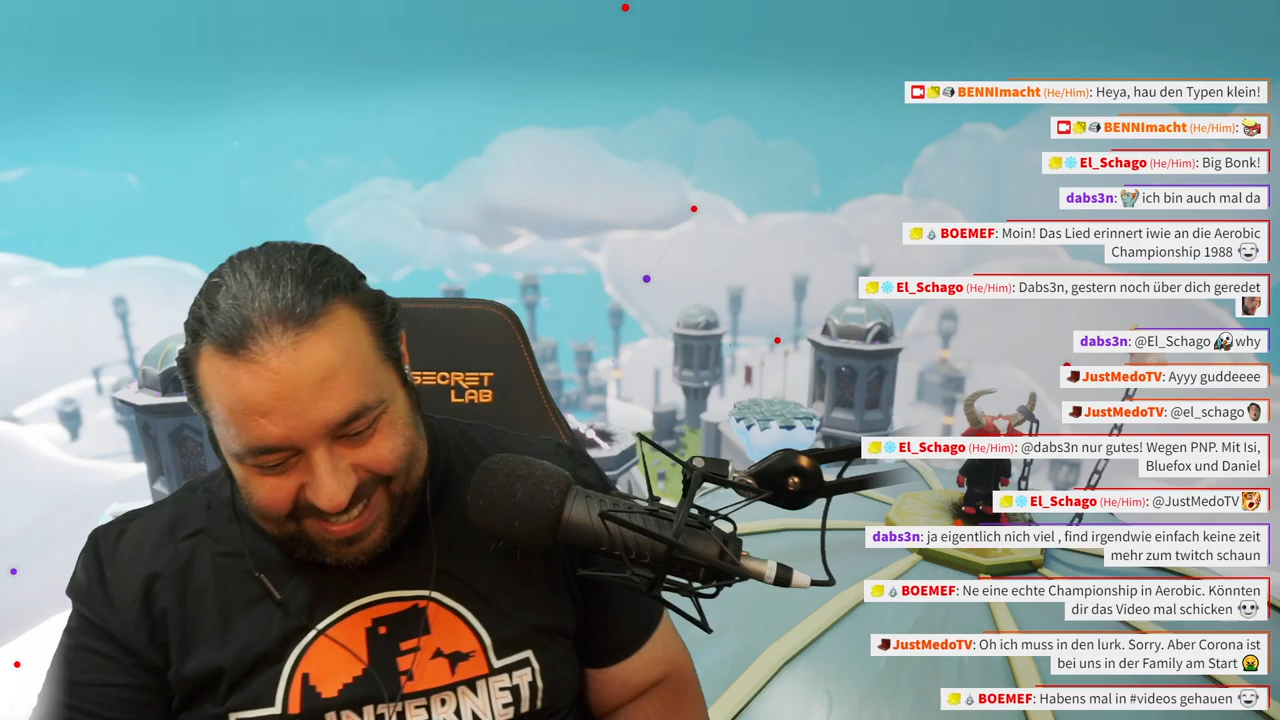 BENNImacht (He/Him): Heya, hau den Typen klein!
BENNImacht (He/Him):
El_Schago (He/Him): Big Bonk!
dabs3n: ich bin auch mal da
BOEMEF: Moin! Das Lied erinnert iwie an die Aerobic
Championship 1988
El_Schago (He/Him): Dabs3n, gestern noch über dich geredet
dabs3n: @El_Schago why
JustMedoTV: Ayyy guddeeee
JustMedoTV: @el_schago
El_Schago (He/Him): @dabs3n nur gutes! Wegen PNP. Mit Isi,
Bluefox und Daniel
El_Schago (He/Him): @JustMedoTV
dabs3n: ja eigentlich nich viel , find irgendwie einfach keine zeit
mehr zum twitch schaun
BOEMEF: Ne eine echte Championship in Aerobic. Könnten
dir das Video mal schicken
JustMedoTV: Oh ich muss in den lurk. Sorry. Aber Corona ist
bei uns in der Family am Start
BOEMEF: Habens mal in #videos gehauen
SECRET
LAB
INTERNET